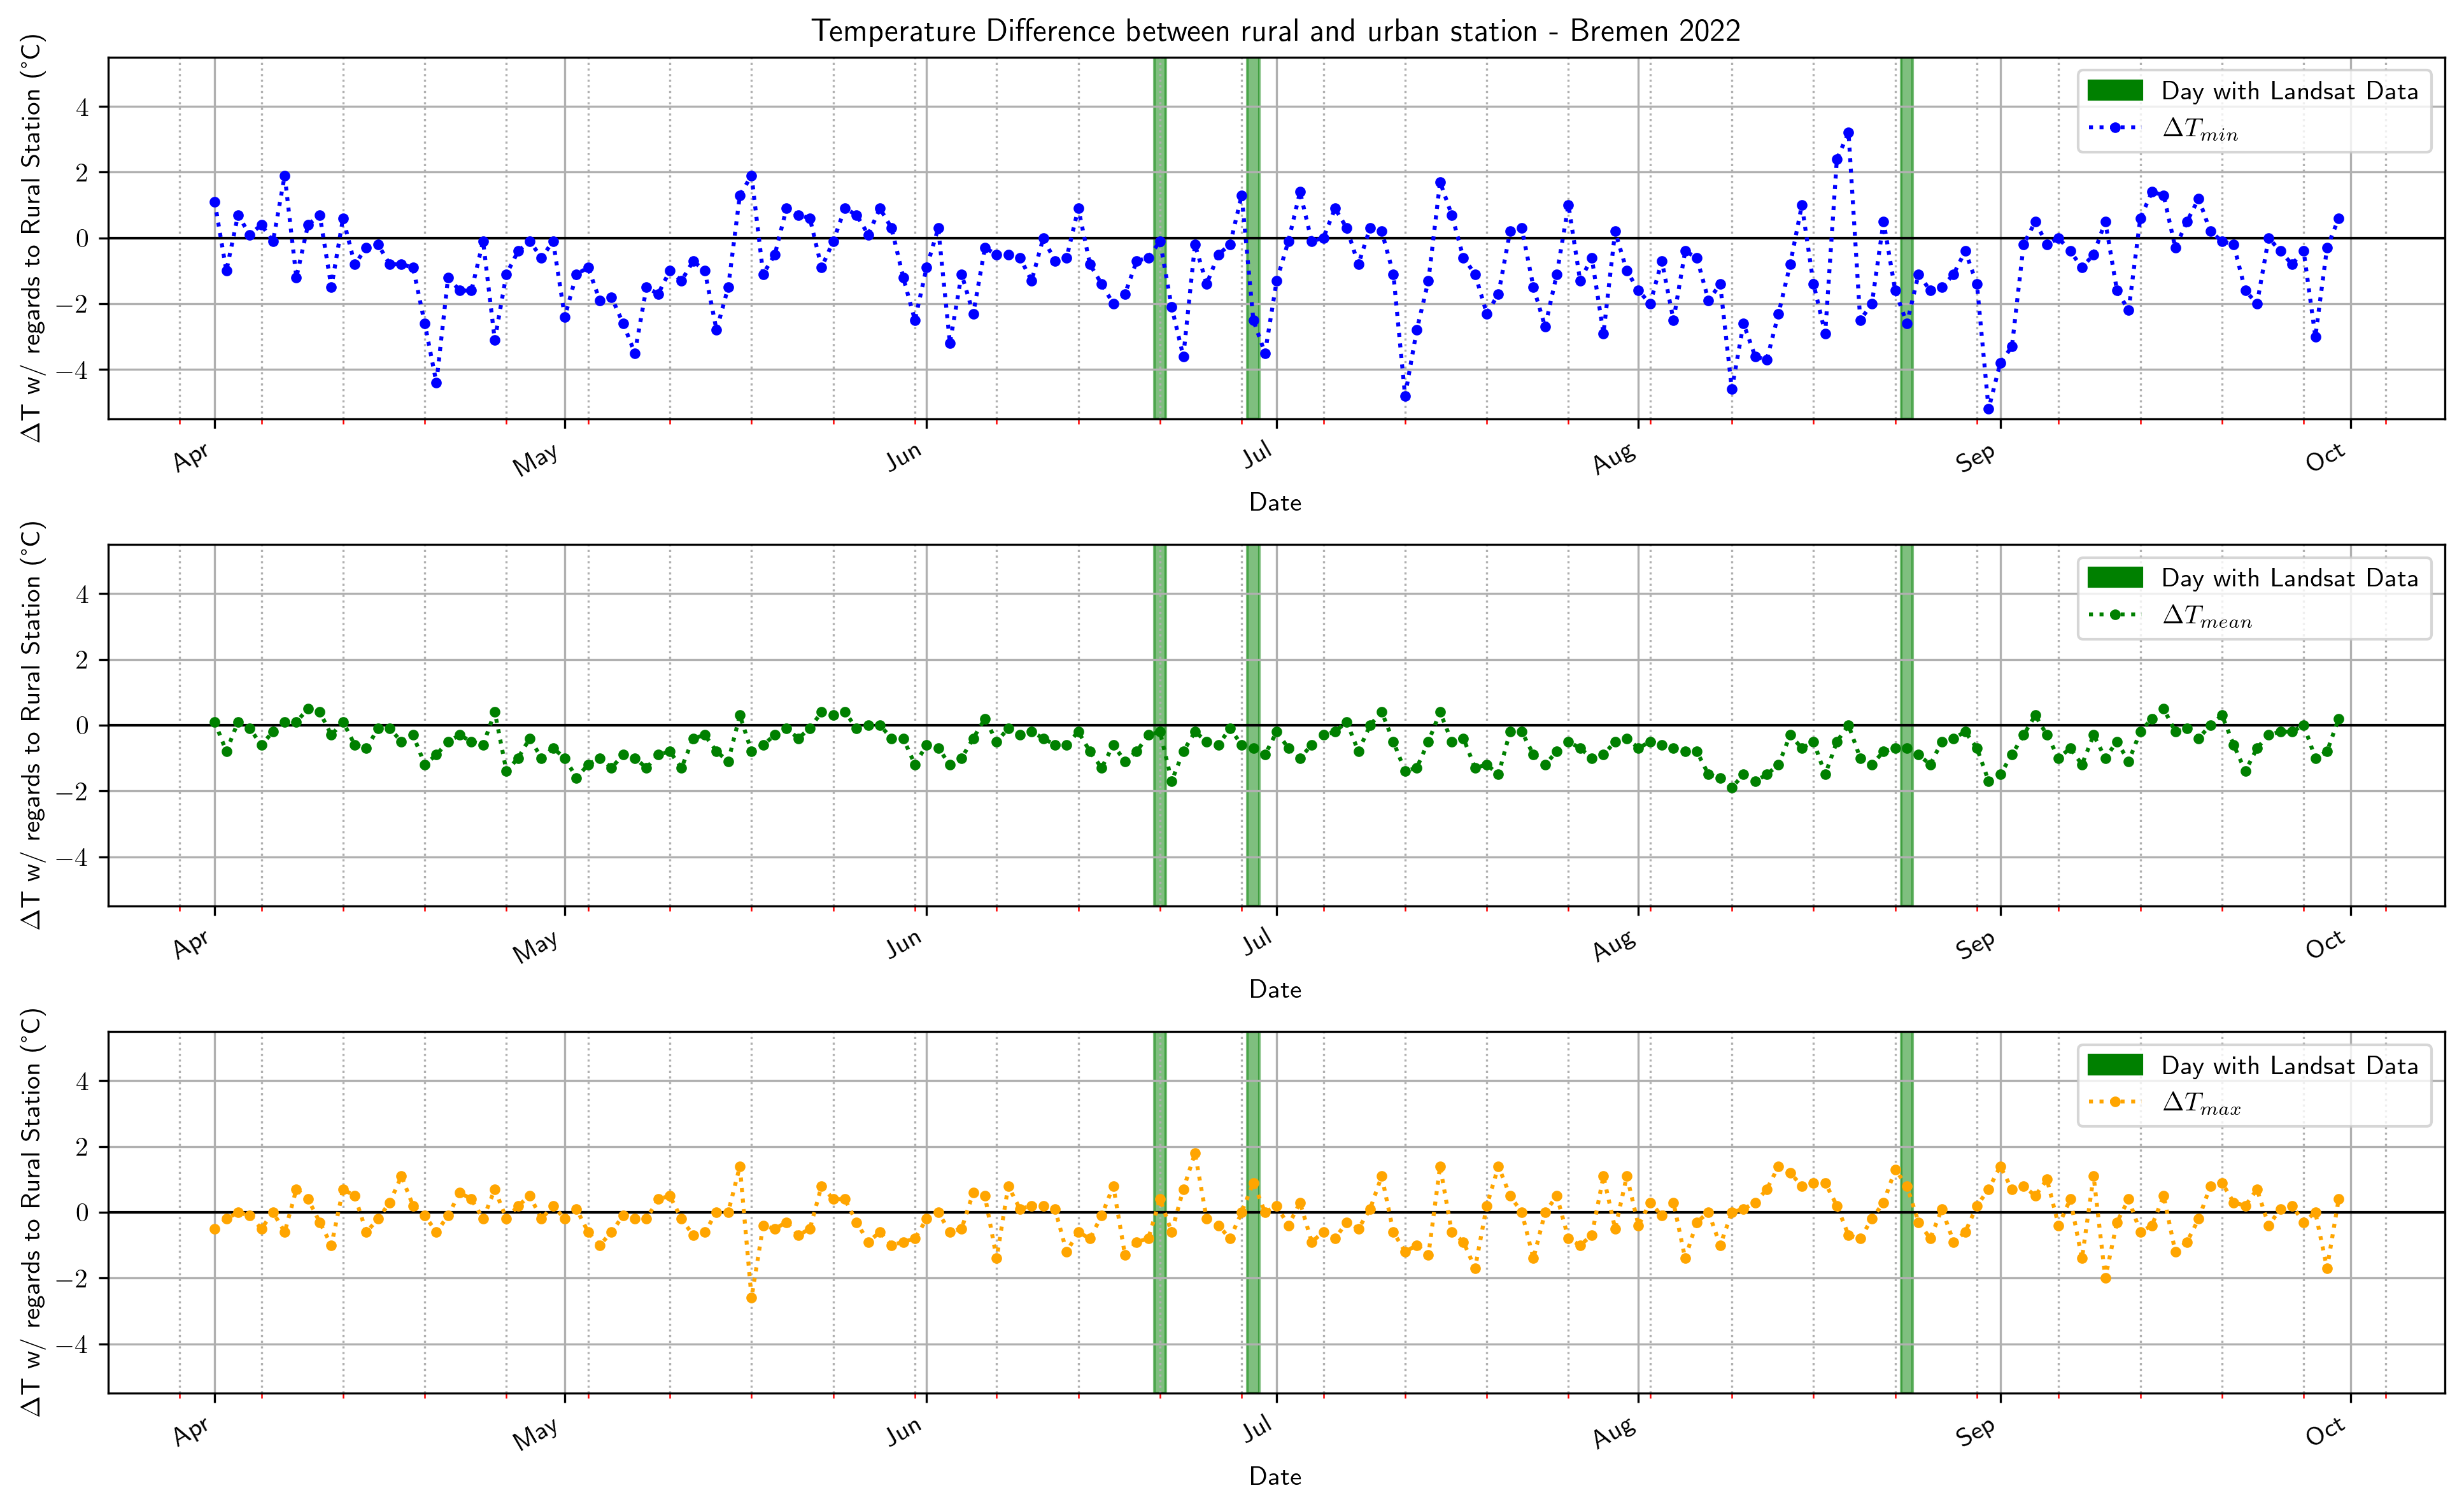 Temperature Difference between rural and urban station - Bremen 2022
ΔT w/ regards to Rural Station (°C)
4
2
0
−2
−4
Day with Landsat Data
ΔT_min
Apr May Jun Jul Aug Sep Oct
Date
ΔT w/ regards to Rural Station (°C)
4
2
0
−2
−4
Day with Landsat Data
ΔT_mean
Apr May Jun Jul Aug Sep Oct
Date
ΔT w/ regards to Rural Station (°C)
4
2
0
−2
−4
Day with Landsat Data
ΔT_max
Apr May Jun Jul Aug Sep Oct
Date